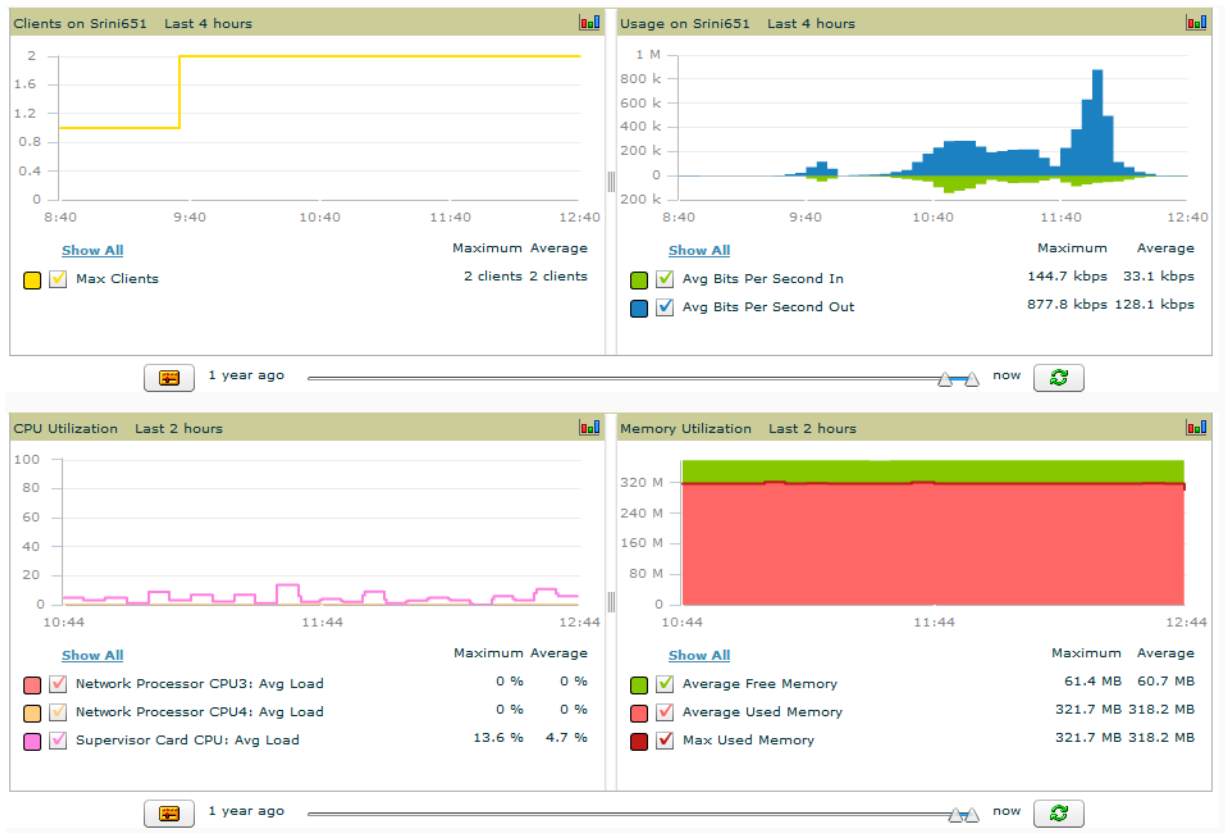 Clients on Srini651 Last 4 hours
2
1.6
1.2
0.8
0.4
0
8:40 9:40 10:40 11:40 12:40
Show All Maximum Average
Max Clients 2 clients 2 clients
Usage on Srini651 Last 4 hours
1 M
800 k
600 k
400 k
200 k
0
200 k
8:40 9:40 10:40 11:40 12:40
Show All Maximum Average
Avg Bits Per Second In 144.7 kbps 33.1 kbps
Avg Bits Per Second Out 877.8 kbps 128.1 kbps
1 year ago now
CPU Utilization Last 2 hours
100
80
60
40
20
0
10:44 11:44 12:44
Show All Maximum Average
Network Processor CPU3: Avg Load 0 % 0 %
Network Processor CPU4: Avg Load 0 % 0 %
Supervisor Card CPU: Avg Load 13.6 % 4.7 %
Memory Utilization Last 2 hours
320 M
240 M
160 M
80 M
0
10:44 11:44 12:44
Show All Maximum Average
Average Free Memory 61.4 MB 60.7 MB
Average Used Memory 321.7 MB 318.2 MB
Max Used Memory 321.7 MB 318.2 MB
1 year ago now